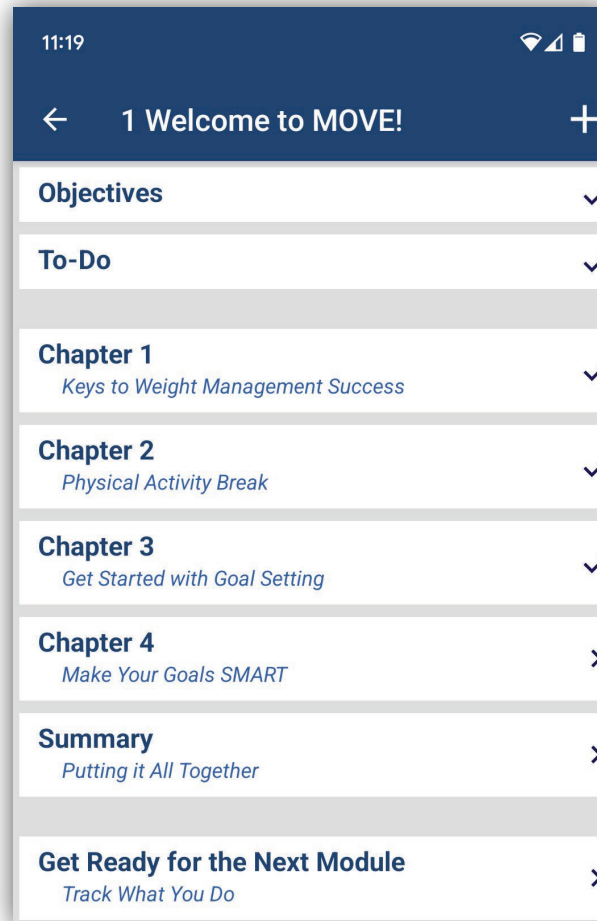 11:19
1 Welcome to MOVE!
Objectives
To-Do
Chapter 1
Keys to Weight Management Success
Chapter 2
Physical Activity Break
Chapter 3
Get Started with Goal Setting
Chapter 4
Make Your Goals SMART
Summary
Putting it All Together
Get Ready for the Next Module
Track What You Do